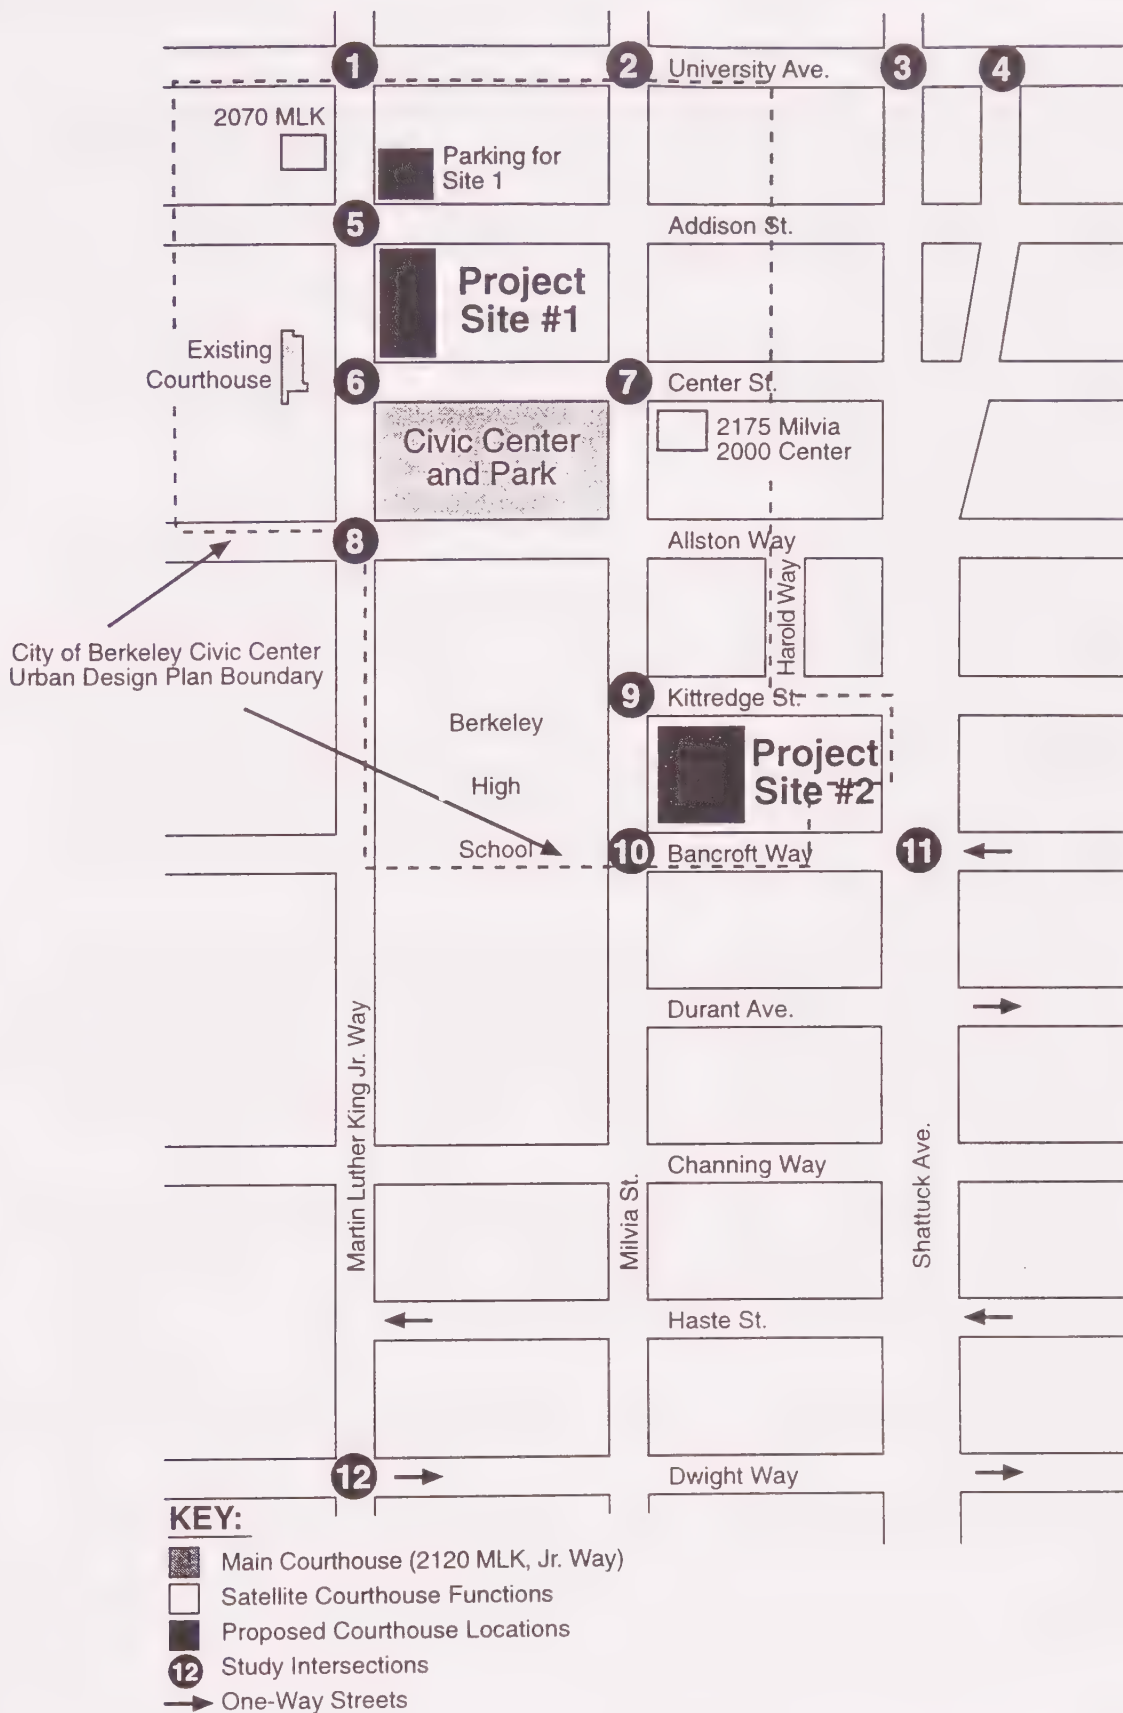 1
2
University Ave.
3
4
2070 MLK
Parking for
Site 1
5
Addison St.
Project
Site #1
Existing
Courthouse
6
7
Center St.
Civic Center
and Park
2175 Milvia
2000 Center
8
Allston Way
Harold Way
City of Berkeley Civic Center
Urban Design Plan Boundary
9
Kittredge St.
Berkeley
High
School
Project
Site #2
10
Bancroft Way
11
Durant Ave.
Martin Luther King Jr. Way
Channing Way
Milvia St.
Shattuck Ave.
Haste St.
12
Dwight Way
KEY:
Main Courthouse (2120 MLK, Jr. Way)
Satellite Courthouse Functions
Proposed Courthouse Locations
12 Study Intersections
One-Way Streets